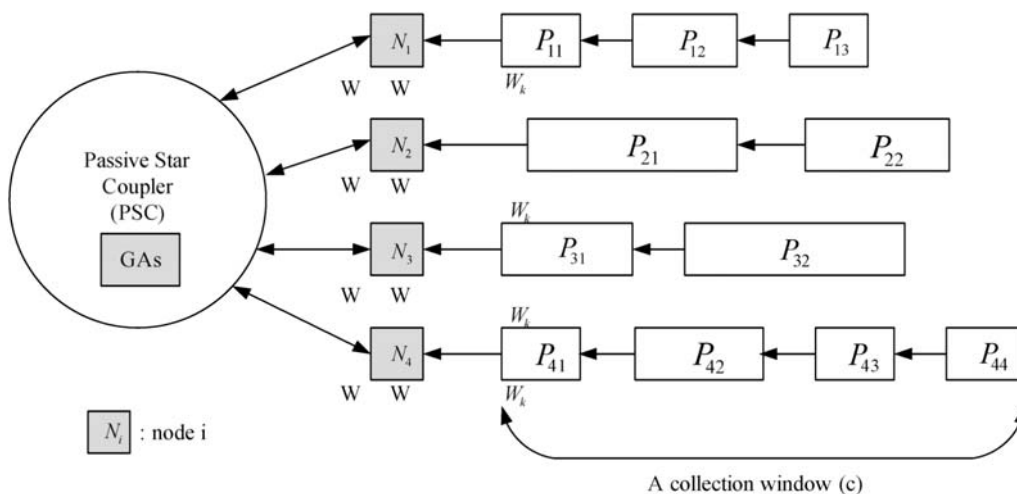 N₁ P₁₁ P₁₂ P₁₃
W W Wₖ
N₂ P₂₁ P₂₂
W W
Passive Star
Coupler
(PSC)
GAs
Wₖ
N₃ P₃₁ P₃₂
W W
Wₖ
N₄ P₄₁ P₄₂ P₄₃ P₄₄
W W Wₖ
Nᵢ : node i
A collection window (c)